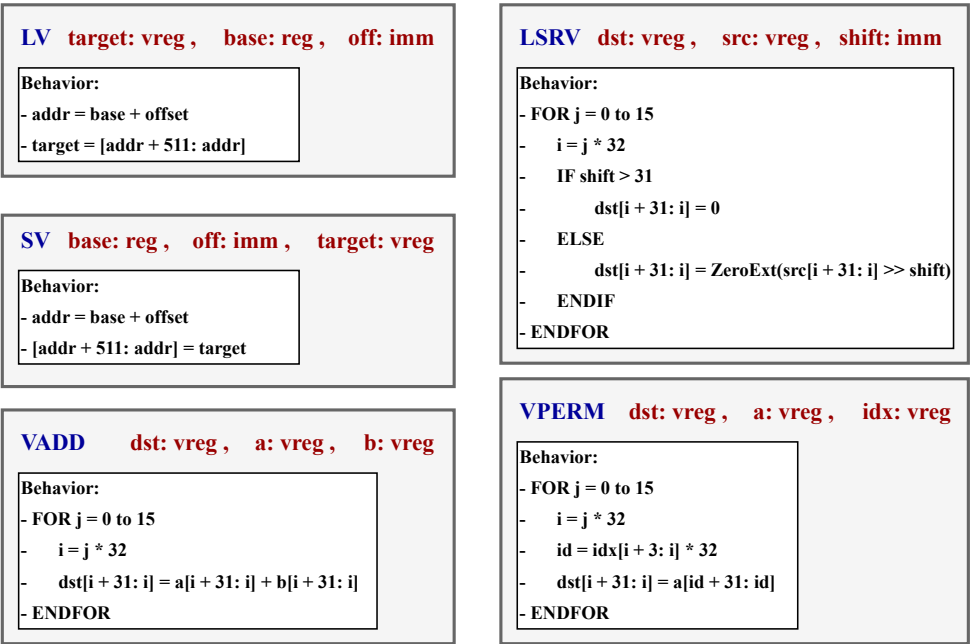 LV target: vreg , base: reg , off: imm
Behavior:
- addr = base + offset
- target = [addr + 511: addr]
SV base: reg , off: imm , target: vreg
Behavior:
- addr = base + offset
- [addr + 511: addr] = target
VADD dst: vreg , a: vreg , b: vreg
Behavior:
- FOR j = 0 to 15
- i = j * 32
- dst[i + 31: i] = a[i + 31: i] + b[i + 31: i]
- ENDFOR
LSRV dst: vreg , src: vreg , shift: imm
Behavior:
- FOR j = 0 to 15
- i = j * 32
- IF shift > 31
- dst[i + 31: i] = 0
- ELSE
- dst[i + 31: i] = ZeroExt(src[i + 31: i] >> shift)
- ENDIF
- ENDFOR
VPERM dst: vreg , a: vreg , idx: vreg
Behavior:
- FOR j = 0 to 15
- i = j * 32
- id = idx[i + 3: i] * 32
- dst[i + 31: i] = a[id + 31: id]
- ENDFOR